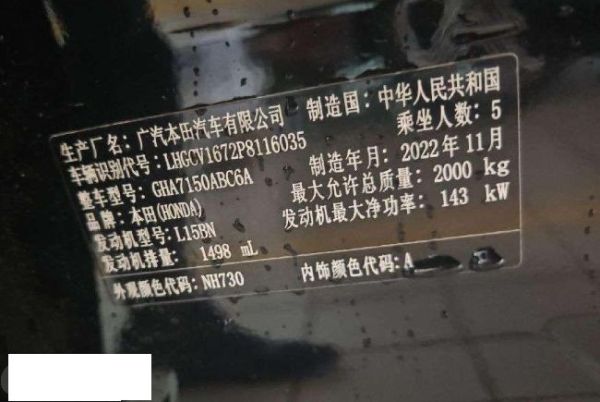 生产厂名：广汽本田汽车有限公司 制造国：中华人民共和国
车辆识别代号：LHGCV1672P8116035 乘坐人数：5
整车型号：GHA7150ABC6A 制造年月：2022年11月
品牌：本田(HONDA) 最大允许总质量：2000 kg
发动机型号：L15BN 发动机最大净功率：143 kW
发动机排量： 1498 mL
外观颜色代码：NH730 内饰颜色代码：A